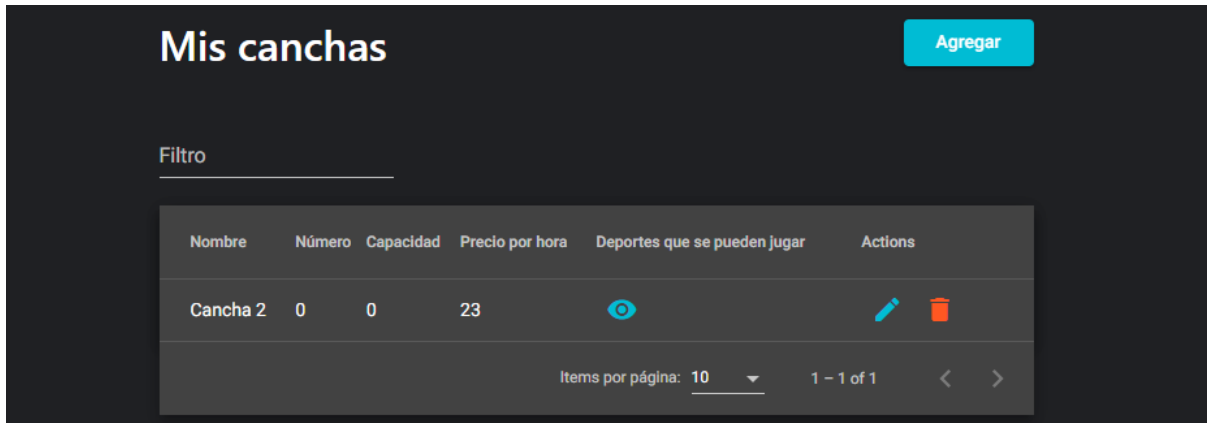 Mis canchas
Agregar
Filtro
Nombre Número Capacidad Precio por hora Deportes que se pueden jugar Actions
Cancha 2 0 0 23
Items por página: 10 1 – 1 of 1